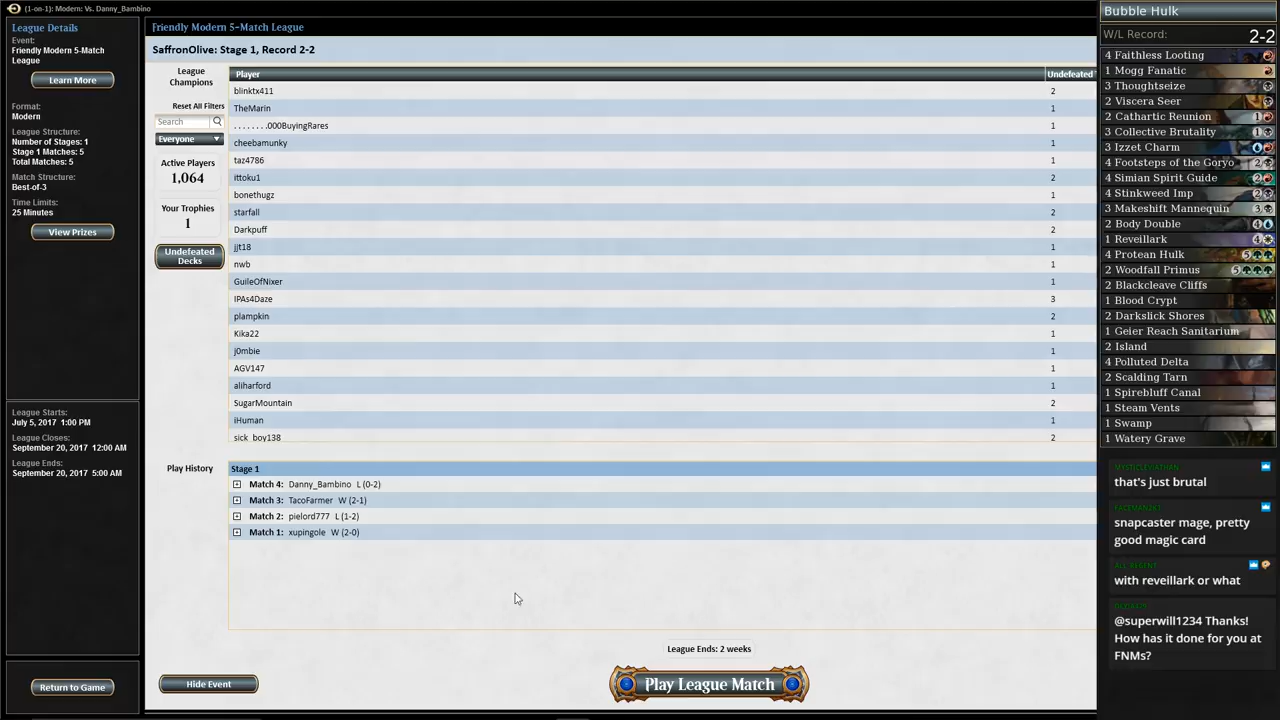 (1-on-1): Modern: Vs. Danny_Bambino
League Details
Event:
Friendly Modern 5-Match
League
Learn More
Format:
Modern
League Structure:
Number of Stages: 1
Stage 1 Matches: 5
Total Matches: 5
Match Structure:
Best-of-3
Time Limits:
25 Minutes
View Prizes
League Starts:
July 5, 2017 1:00 PM
League Closes:
September 20, 2017 12:00 AM
League Ends:
September 20, 2017 5:00 AM
Return to Game
Friendly Modern 5-Match League
SaffronOlive: Stage 1, Record 2-2
League
Champions
Reset All Filters
Search
Everyone
Active Players
1,064
Your Trophies
1
Undefeated
Decks
Player Undefeated
blinktx411 2
TheMarin 1
........000BuyingRares 1
cheebamunky 1
taz4786 1
ittoku1 2
bonethugz 1
starfall 2
Darkpuff 2
jjt18 1
nwb 1
GuileOfNixer 1
IPAs4Daze 3
plampkin 2
Kika22 1
j0mbie 1
AGV147 1
aliharford 1
SugarMountain 2
iHuman 1
sick_boy138 2
Play History
Stage 1
Match 4: Danny_Bambino L (0-2)
Match 3: TacoFarmer W (2-1)
Match 2: pielord777 L (1-2)
Match 1: xupingole W (2-0)
League Ends: 2 weeks
Hide Event
Play League Match
Bubble Hulk
W/L Record: 2-2
4 Faithless Looting
1 Mogg Fanatic
3 Thoughtseize
2 Viscera Seer
2 Cathartic Reunion 1
3 Collective Brutality 1
3 Izzet Charm
4 Footsteps of the Goryo 2
4 Simian Spirit Guide 2
4 Stinkweed Imp 2
3 Makeshift Mannequin 3
2 Body Double 4
1 Reveillark 4
4 Protean Hulk 5
2 Woodfall Primus 5
2 Blackcleave Cliffs
1 Blood Crypt
2 Darkslick Shores
1 Geier Reach Sanitarium
2 Island
4 Polluted Delta
2 Scalding Tarn
1 Spirebluff Canal
1 Steam Vents
1 Swamp
1 Watery Grave
that's just brutal
snapcaster mage, pretty
good magic card
with reveillark or what
@superwill1234 Thanks!
How has it done for you at
FNMs?